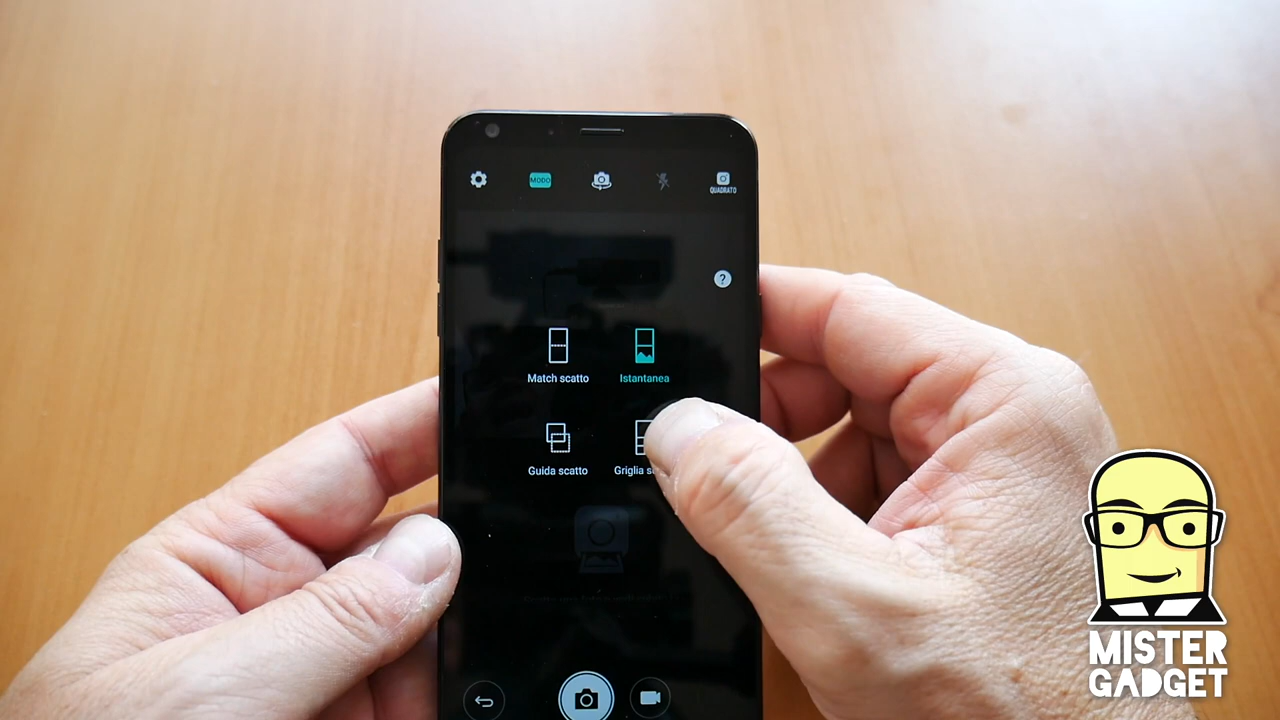 MODO
QUADRATO
?
Match scatto
Istantanea
Guida scatto
Griglia
MISTER
GADGET